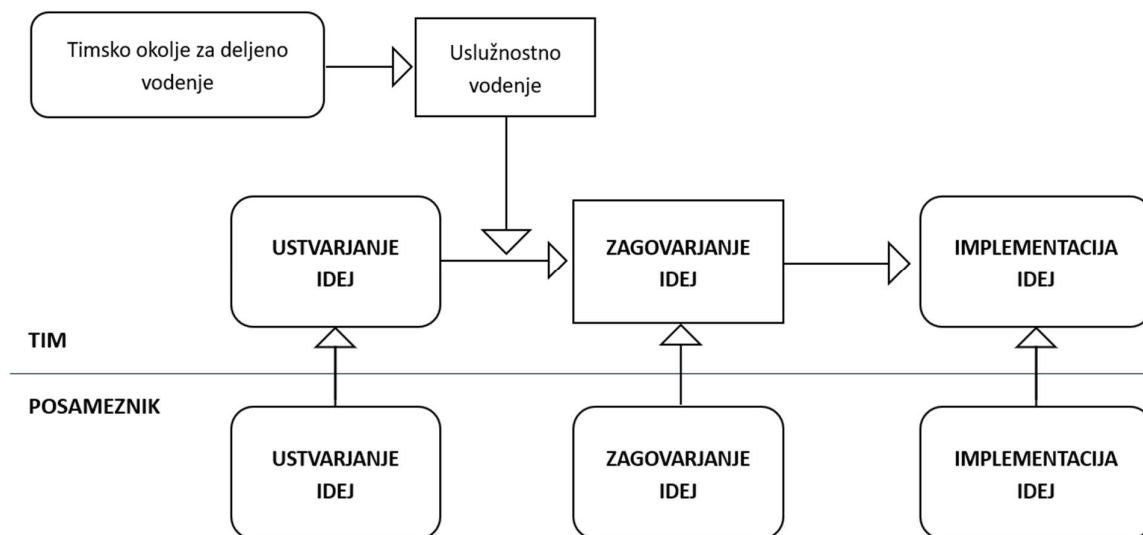 Timsko okolje za deljeno
vodenje
Uslužnostno
vodenje
USTVARJANJE
IDEJ
ZAGOVARJANJE
IDEJ
IMPLEMENTACIJA
IDEJ
TIM
POSAMEZNIK
USTVARJANJE
IDEJ
ZAGOVARJANJE
IDEJ
IMPLEMENTACIJA
IDEJ